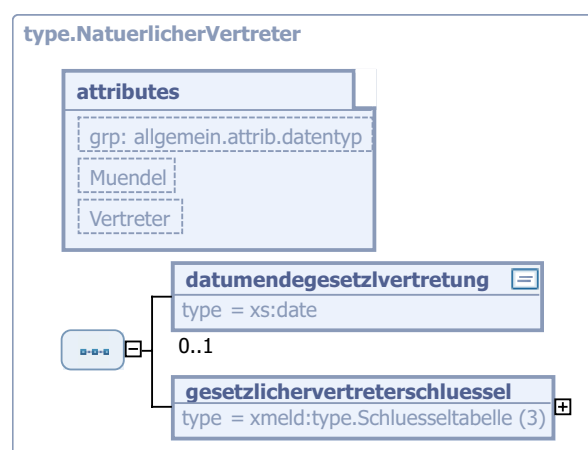 type.NatuerlicherVertreter
attributes
grp: allgemein.attrib.datentyp
Muendel
Vertreter
datumendegesetzlvertretung
type = xs:date
0..1
gesetzlichervertreterschluessel
type = xmeld:type.Schluesseltabelle (3)